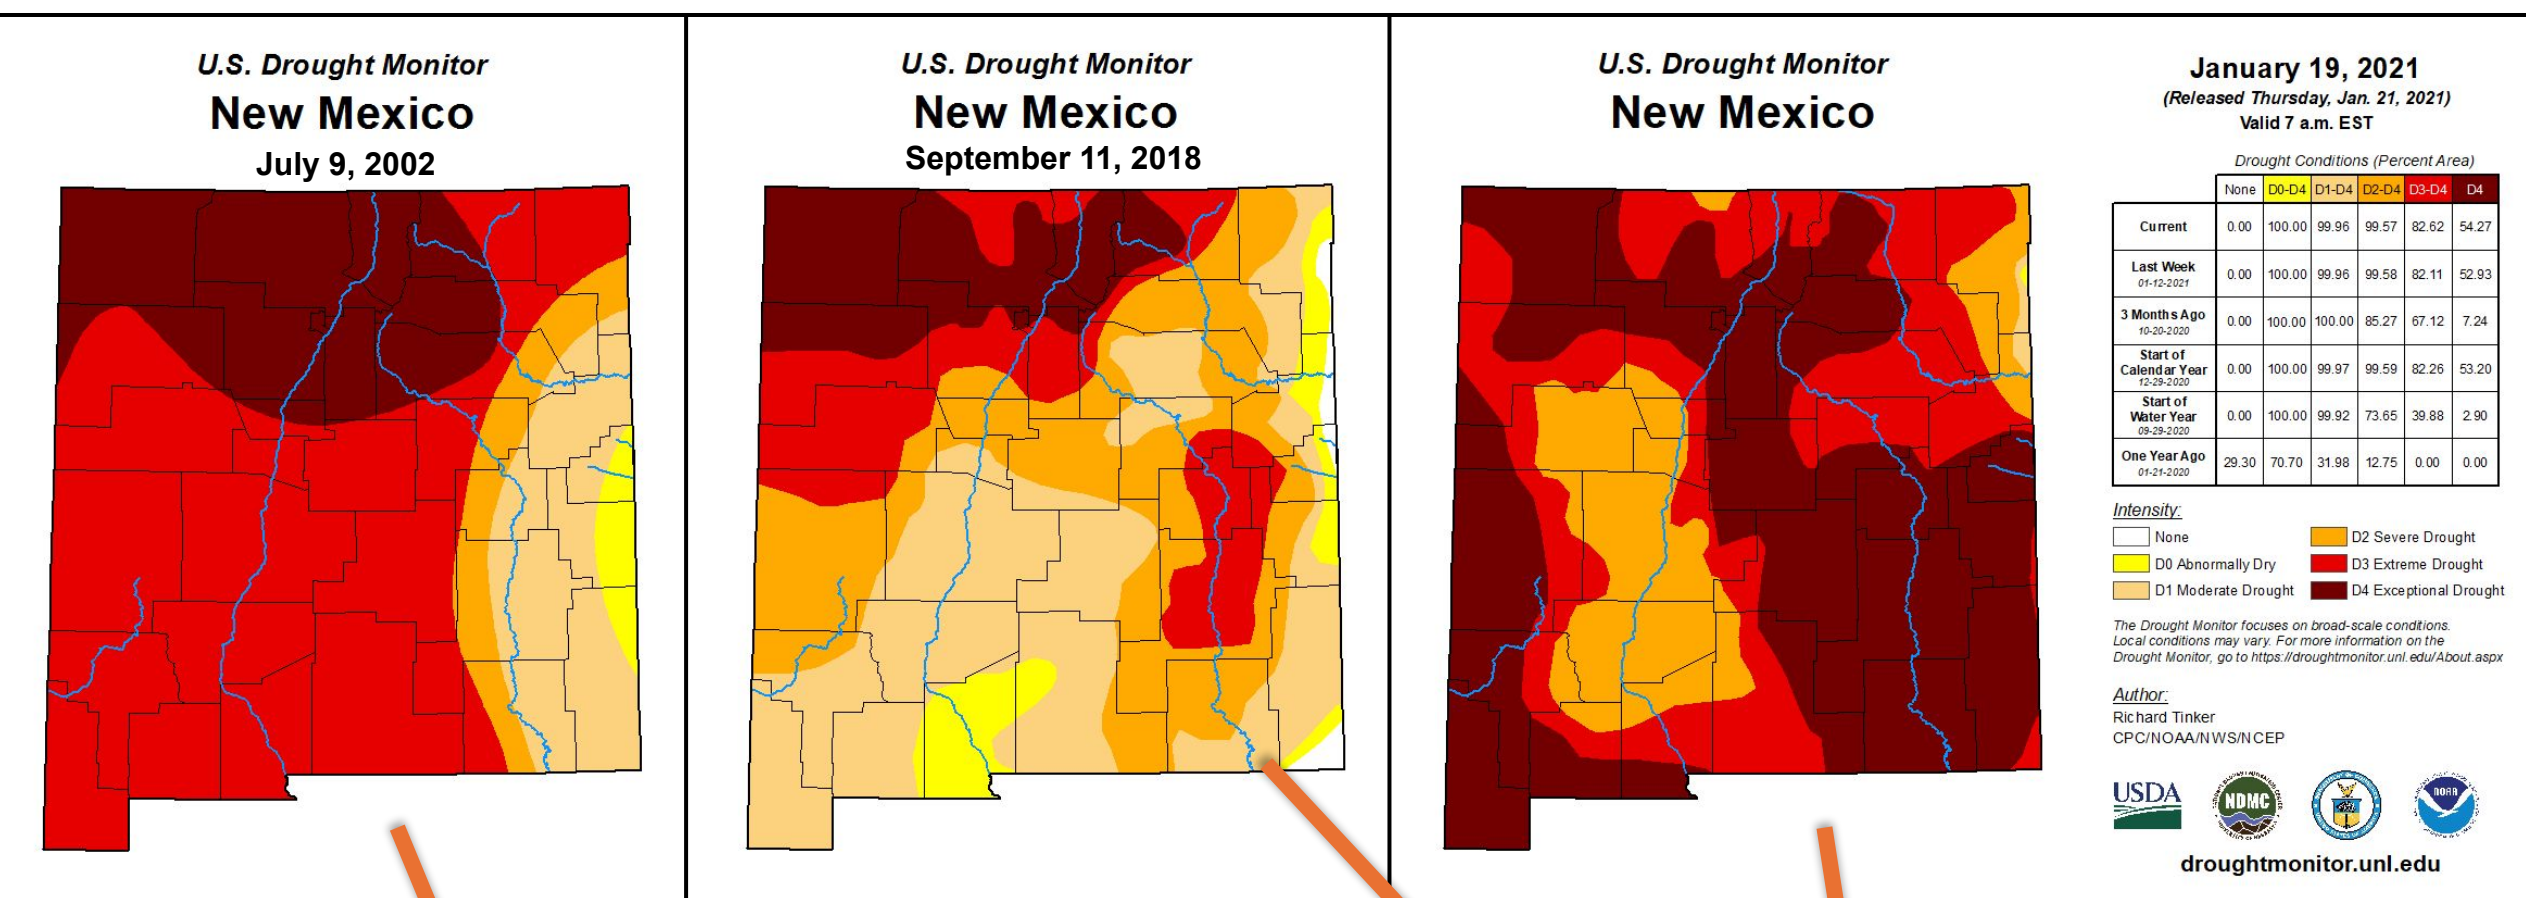 U.S. Drought Monitor
New Mexico
July 9, 2002
U.S. Drought Monitor
New Mexico
September 11, 2018
U.S. Drought Monitor
New Mexico
January 19, 2021
(Released Thursday, Jan. 21, 2021)
Valid 7 a.m. EST
Drought Conditions (Percent Area)
None D0-D4 D1-D4 D2-D4 D3-D4 D4
Current 0.00 100.00 99.96 99.57 82.62 54.27
Last Week
01-12-2021
0.00 100.00 99.96 99.58 82.11 52.93
3 Months Ago
10-20-2020
0.00 100.00 100.00 85.27 67.12 7.24
Start of
Calendar Year
12-29-2020
0.00 100.00 99.97 99.59 82.26 53.20
Start of
Water Year
09-29-2020
0.00 100.00 99.92 73.65 39.88 2.90
One Year Ago
01-21-2020
29.30 70.70 31.98 12.75 0.00 0.00
Intensity:
None
D0 Abnormally Dry
D1 Moderate Drought
D2 Severe Drought
D3 Extreme Drought
D4 Exceptional Drought
The Drought Monitor focuses on broad-scale conditions.
Local conditions may vary. For more information on the
Drought Monitor, go to https://droughtmonitor.unl.edu/About.aspx
Author:
Richard Tinker
CPC/NOAA/NWS/NCEP
USDA
NDMC
NOAA
droughtmonitor.unl.edu